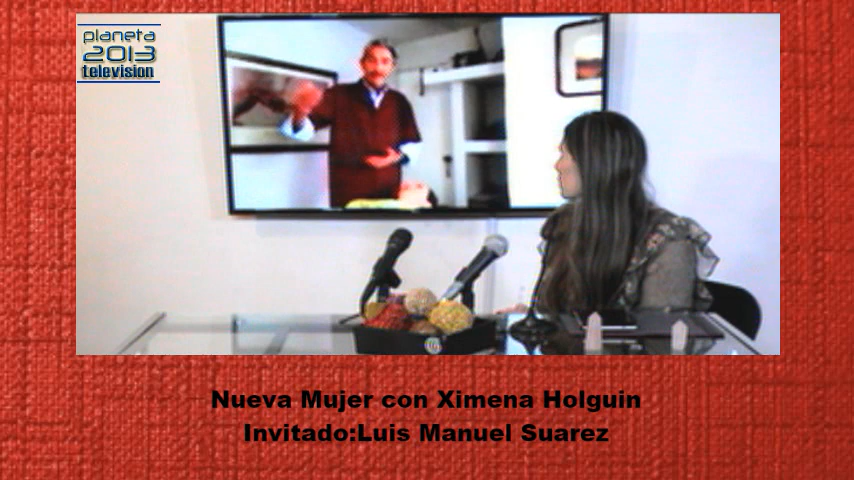 planeta
2013
television
Nueva Mujer con Ximena Holguin
Invitado:Luis Manuel Suarez